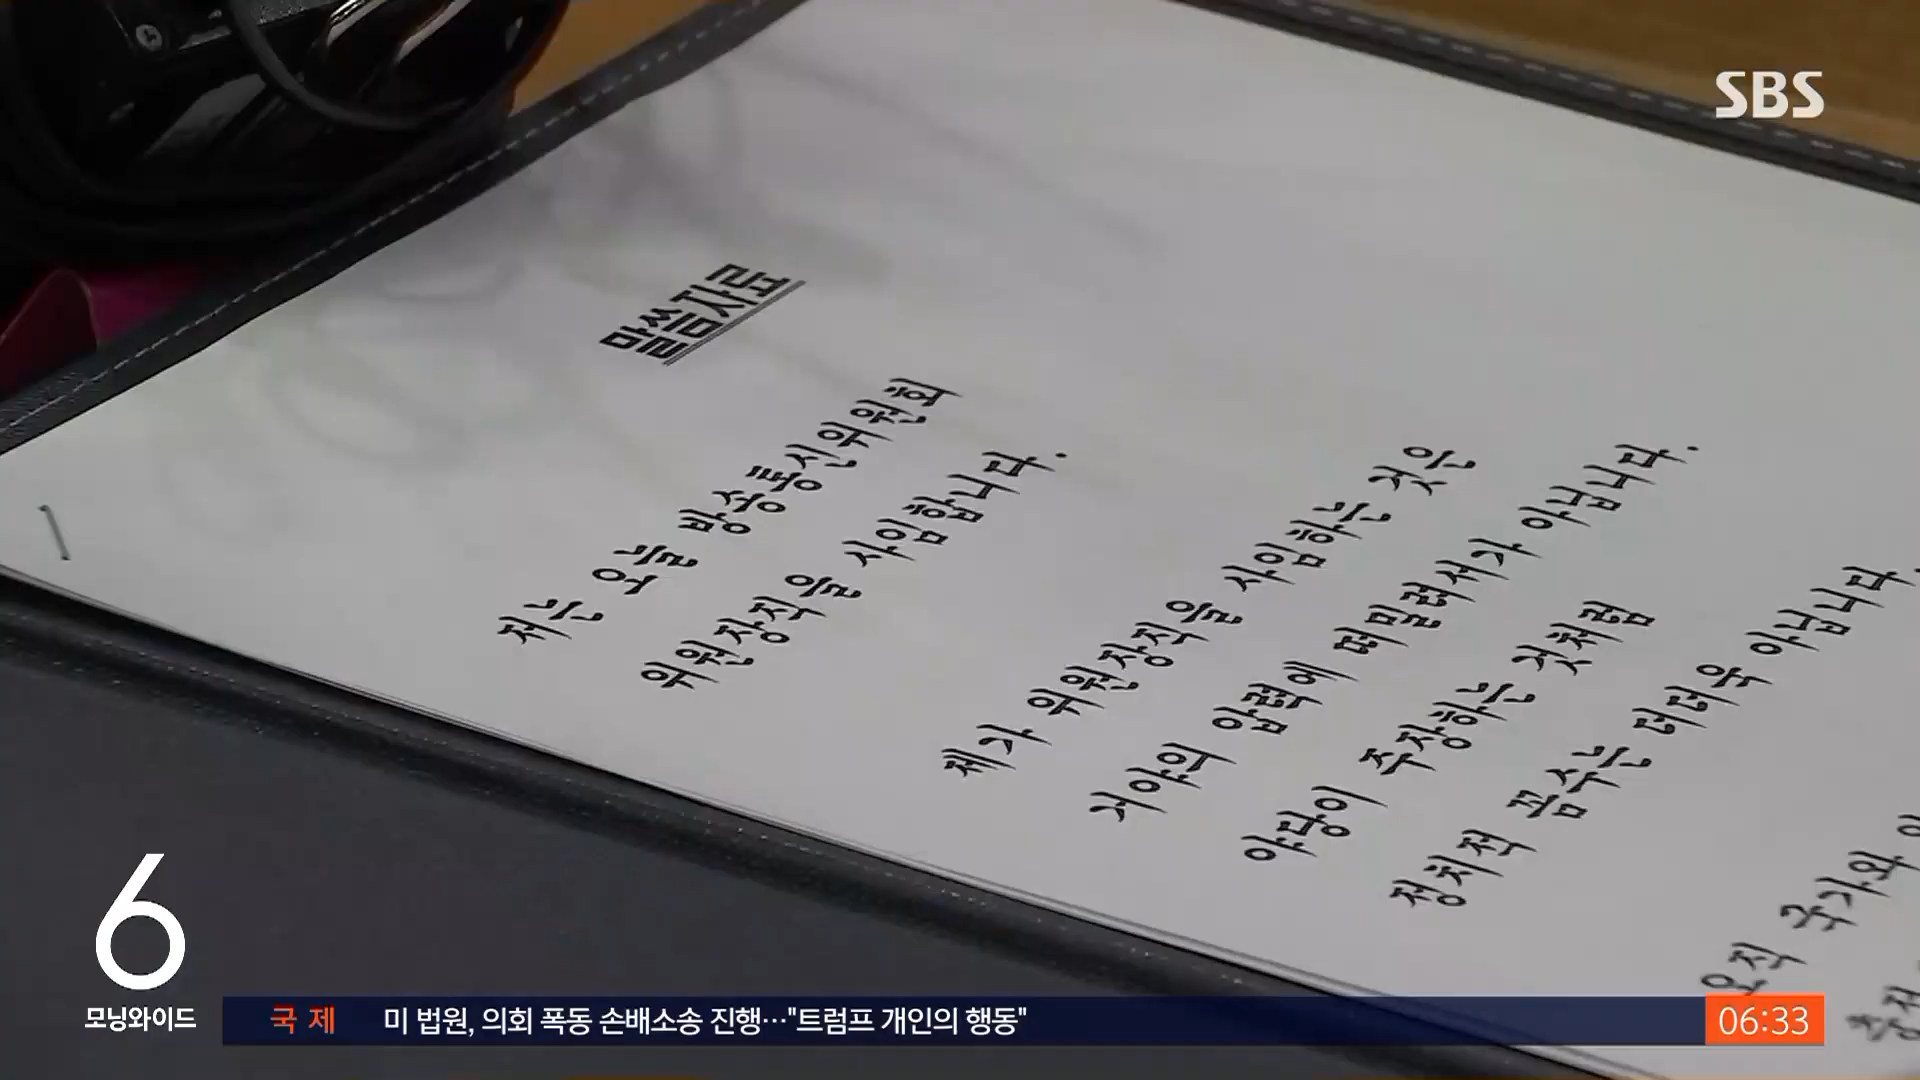 SBS
말씀자료
저는 오늘 방송통신위원회
위원장직을 사임합니다.
제가 위원장직을 사임하는 것은
거야의 압력에 떠밀려서가 아닙니다.
야당이 주장하는 것처럼
정치적 꼼수는 더더욱 아닙니다.
오직 국가와
6
모닝와이드
국제 미 법원, 의회 폭동 손배소송 진행…"트럼프 개인의 행동"
06:33